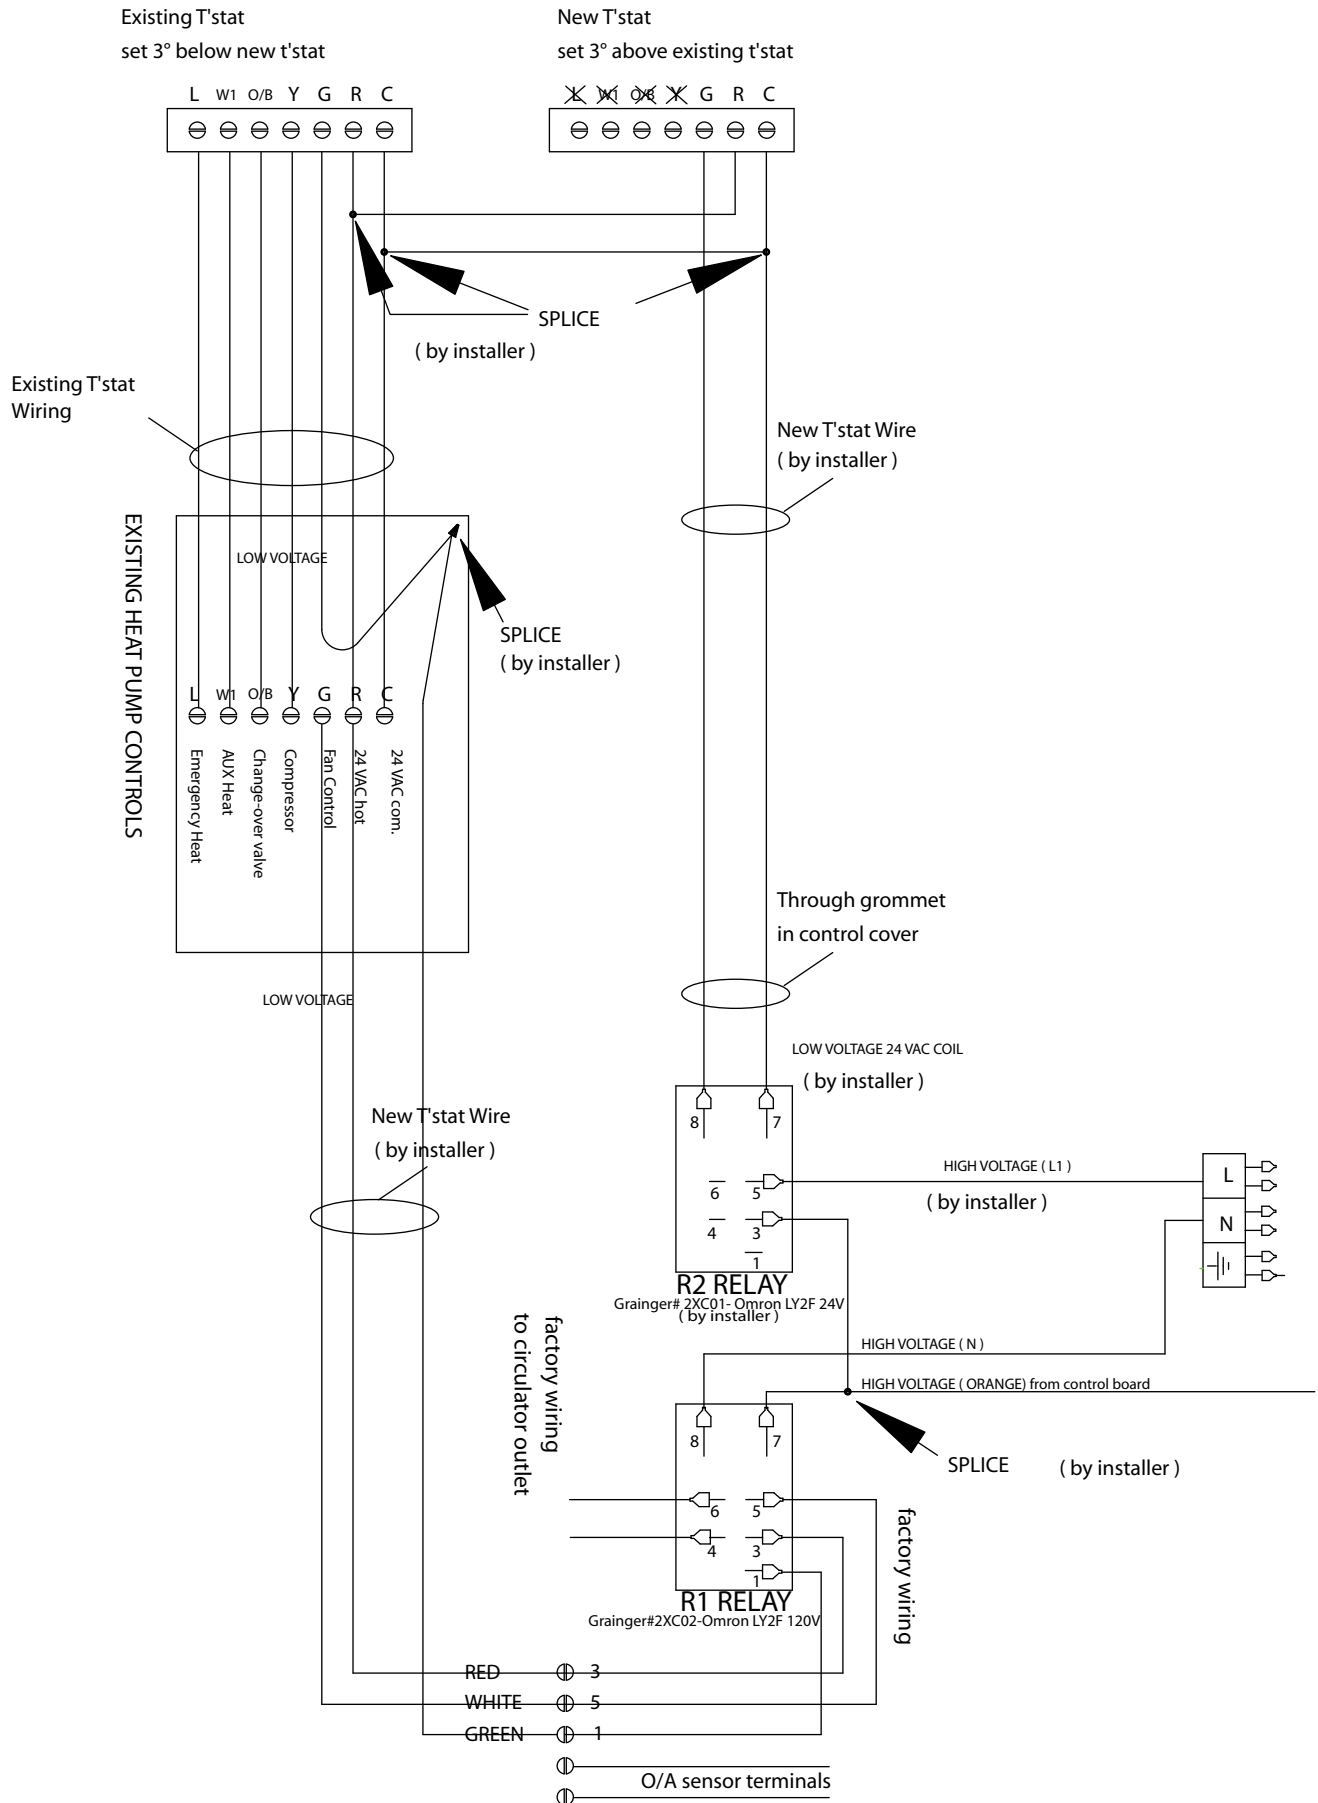 Existing T'stat
set 3° below new t'stat
New T'stat
set 3° above existing t'stat
L W1 O/B Y G R C
L W1 O/B Y G R C
SPLICE
( by installer )
Existing T'stat
Wiring
New T'stat Wire
( by installer )
EXISTING HEAT PUMP CONTROLS
LOW VOLTAGE
SPLICE
( by installer )
L W1 O/B Y G R C
Emergency Heat
AUX Heat
Change-over valve
Compressor
Fan Control
24 VAC hot
24 VAC com.
Through grommet
in control cover
LOW VOLTAGE
LOW VOLTAGE 24 VAC COIL
( by installer )
New T'stat Wire
( by installer )
8 7
6 5
4 3
1
R2 RELAY
Grainger# 2XC01- Omron LY2F 24V
( by installer )
HIGH VOLTAGE ( L1 )
( by installer )
L
N
factory wiring
to circulator outlet
HIGH VOLTAGE ( N )
HIGH VOLTAGE ( ORANGE) from control board
SPLICE ( by installer )
8 7
6 5
4 3
1
R1 RELAY
Grainger#2XC02-Omron LY2F 120V
factory wiring
RED 3
WHITE 5
GREEN 1
O/A sensor terminals